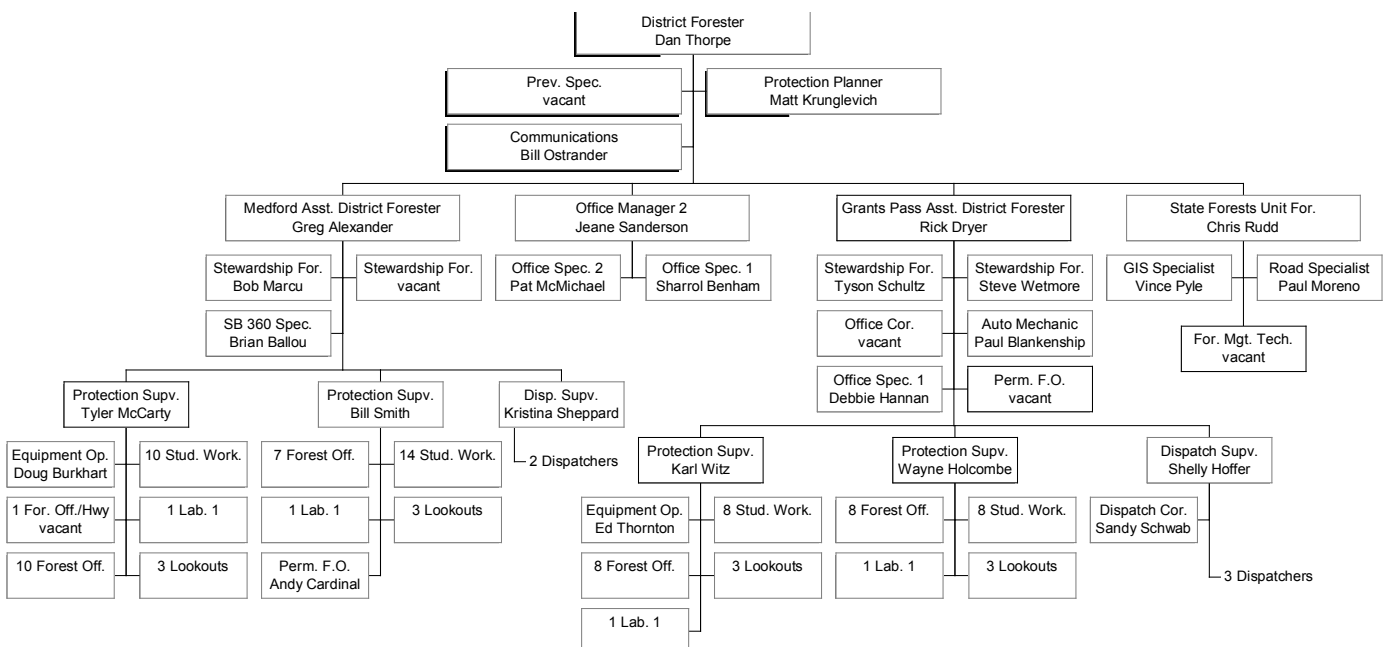 District Forester
Dan Thorpe
Prev. Spec.
vacant
Protection Planner
Matt Krunglevich
Communications
Bill Ostrander
Medford Asst. District Forester
Greg Alexander
Office Manager 2
Jeane Sanderson
Grants Pass Asst. District Forester
Rick Dryer
State Forests Unit For.
Chris Rudd
Stewardship For.
Bob Marcu
Stewardship For.
vacant
Office Spec. 2
Pat McMichael
Office Spec. 1
Sharrol Benham
Stewardship For.
Tyson Schultz
Stewardship For.
Steve Wetmore
GIS Specialist
Vince Pyle
Road Specialist
Paul Moreno
SB 360 Spec.
Brian Ballou
Office Cor.
vacant
Auto Mechanic
Paul Blankenship
For. Mgt. Tech.
vacant
Office Spec. 1
Debbie Hannan
Perm. F.O.
vacant
Protection Supv.
Tyler McCarty
Protection Supv.
Bill Smith
Disp. Supv.
Kristina Sheppard
Equipment Op.
Doug Burkhart
10 Stud. Work.
7 Forest Off.
14 Stud. Work.
2 Dispatchers
1 For. Off./Hwy
vacant
1 Lab. 1
1 Lab. 1
3 Lookouts
10 Forest Off.
3 Lookouts
Perm. F.O.
Andy Cardinal
Protection Supv.
Karl Witz
Protection Supv.
Wayne Holcombe
Dispatch Supv.
Shelly Hoffer
Equipment Op.
Ed Thornton
8 Stud. Work.
8 Forest Off.
8 Stud. Work.
Dispatch Cor.
Sandy Schwab
8 Forest Off.
3 Lookouts
1 Lab. 1
3 Lookouts
3 Dispatchers
1 Lab. 1